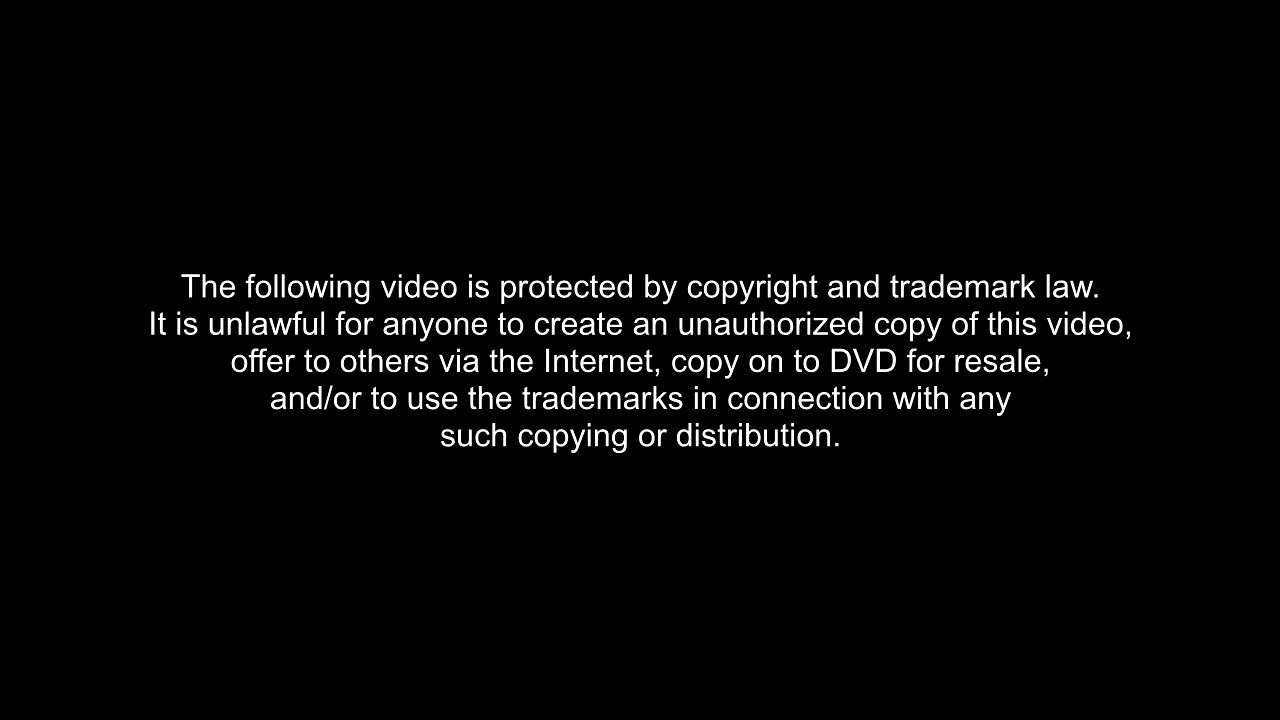 The following video is protected by copyright and trademark law.
It is unlawful for anyone to create an unauthorized copy of this video,
offer to others via the Internet, copy on to DVD for resale,
and/or to use the trademarks in connection with any
such copying or distribution.